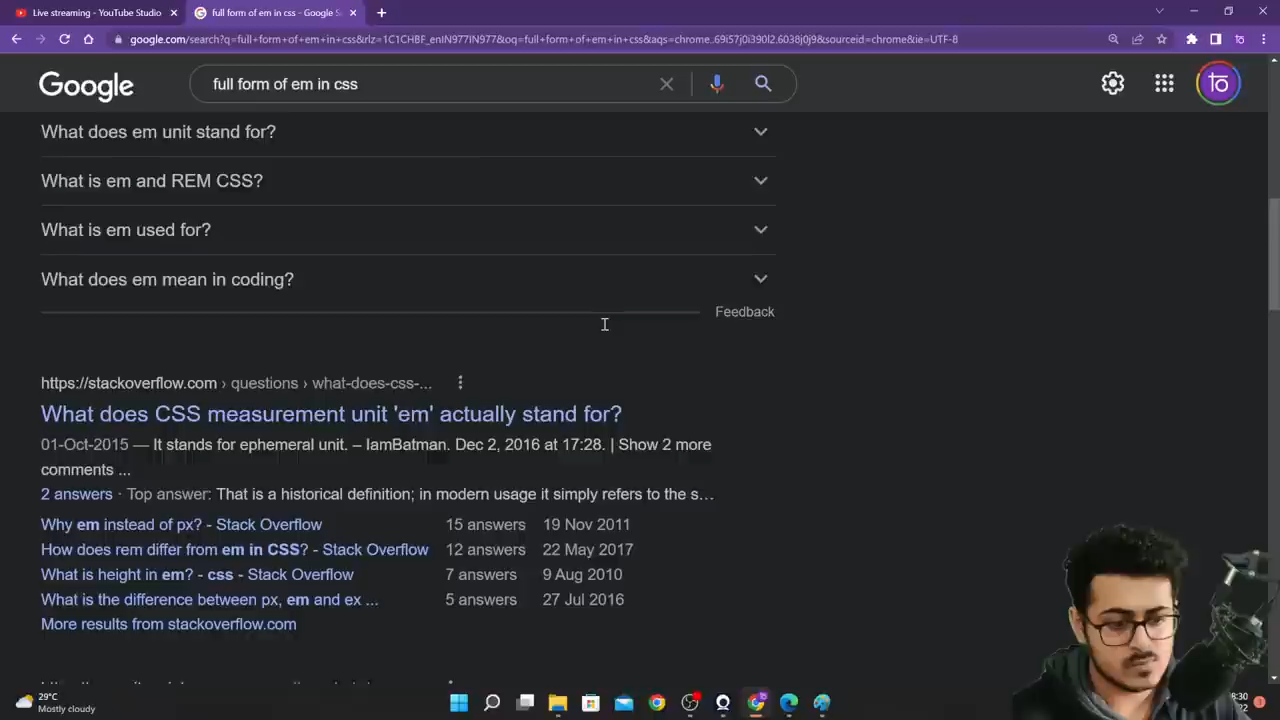 Live streaming - YouTube Studio
full form of em in css - Google S
google.com/search?q=full+form+of+em+in+css&rlz=1C1CHBF_enIN977IN977&oq=full+form+of+em+in+css&aqs=chrome..69i57j0i390l2.6038j0j9&sourceid=chrome&ie=UTF-8
Google
full form of em in css
What does em unit stand for?
What is em and REM CSS?
What is em used for?
What does em mean in coding?
Feedback
https://stackoverflow.com › questions › what-does-css-...
What does CSS measurement unit 'em' actually stand for?
01-Oct-2015 — It stands for ephemeral unit. – IamBatman. Dec 2, 2016 at 17:28. | Show 2 more
comments ...
2 answers · Top answer: That is a historical definition; in modern usage it simply refers to the s…
Why em instead of px? - Stack Overflow 15 answers 19 Nov 2011
How does rem differ from em in CSS? - Stack Overflow 12 answers 22 May 2017
What is height in em? - css - Stack Overflow 7 answers 9 Aug 2010
What is the difference between px, em and ex ... 5 answers 27 Jul 2016
More results from stackoverflow.com
29°C
Mostly cloudy